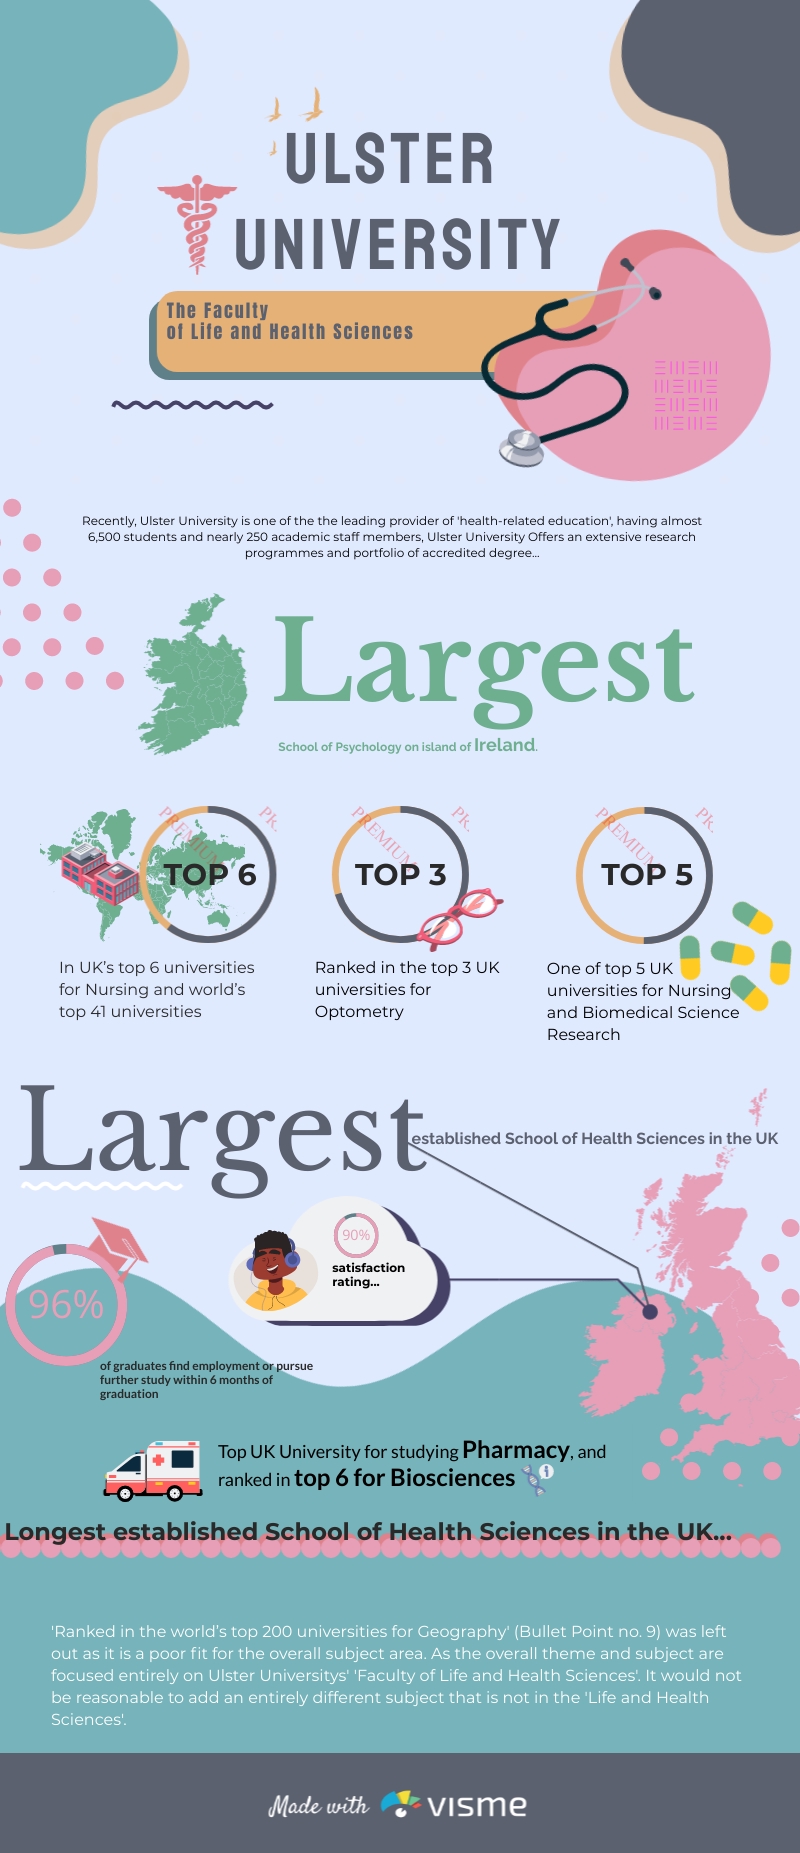 ULSTER
UNIVERSITY
The Faculty
of Life and Health Sciences
Recently, Ulster University is one of the the leading provider of 'health-related education', having almost
6,500 students and nearly 250 academic staff members, Ulster University Offers an extensive research
programmes and portfolio of accredited degree...
Largest
School of Psychology on island of Ireland.
PREMIUM PK.
TOP 6
PREMIUM PK.
TOP 3
PREMIUM PK.
TOP 5
In UK's top 6 universities
for Nursing and world's
top 41 universities
Ranked in the top 3 UK
universities for
Optometry
One of top 5 UK
universities for Nursing
and Biomedical Science
Research
Largest
established School of Health Sciences in the UK
90%
satisfaction
rating...
96%
of graduates find employment or pursue
further study within 6 months of
graduation
Top UK University for studying Pharmacy, and
ranked in top 6 for Biosciences
i
Longest established School of Health Sciences in the UK...
'Ranked in the world's top 200 universities for Geography' (Bullet Point no. 9) was left
out as it is a poor fit for the overall subject area. As the overall theme and subject are
focused entirely on Ulster Universitys' 'Faculty of Life and Health Sciences'. It would not
be reasonable to add an entirely different subject that is not in the 'Life and Health
Sciences'.
Made with visme